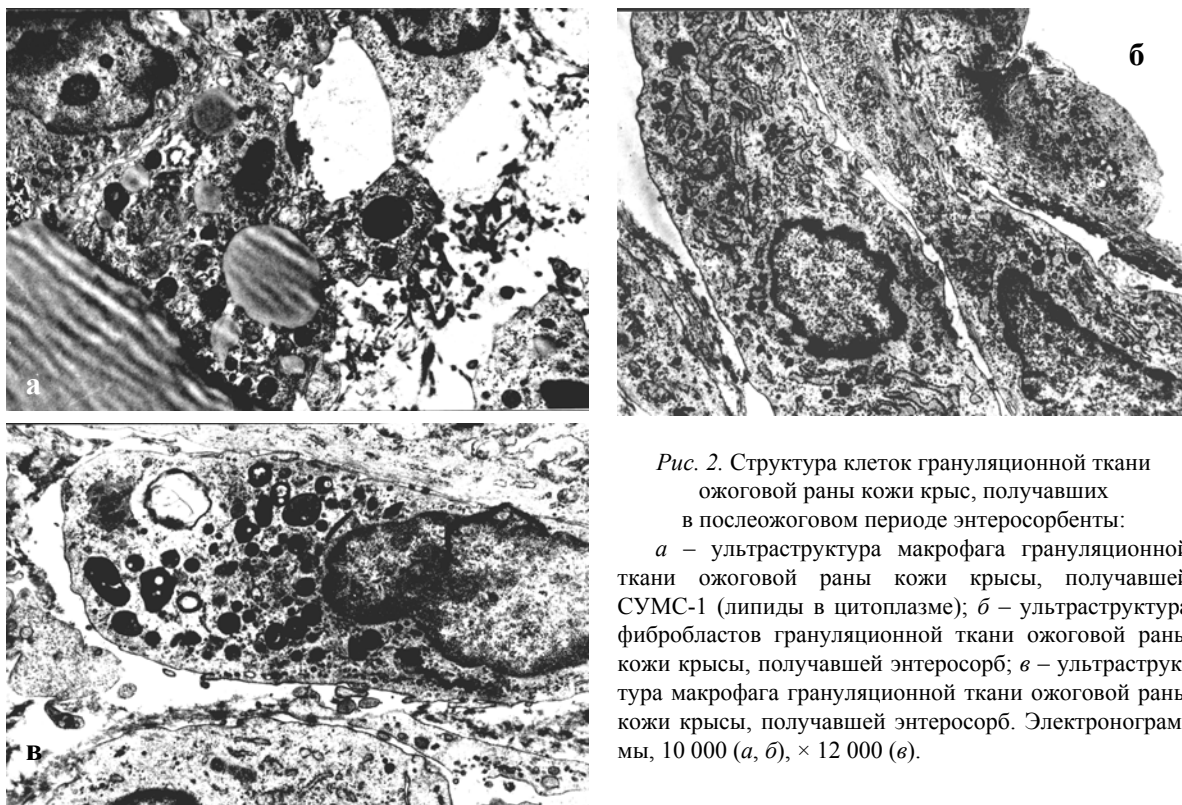 а
б
в
Рис. 2. Структура клеток грануляционной ткани
ожоговой раны кожи крыс, получавших
в послеожоговом периоде энтеросорбенты:
а – ультраструктура макрофага грануляционной
ткани ожоговой раны кожи крысы, получавшей
СУМС-1 (липиды в цитоплазме); б – ультраструктура
фибробластов грануляционной ткани ожоговой раны
кожи крысы, получавшей энтеросорб; в – ультраструк-
тура макрофага грануляционной ткани ожоговой раны
кожи крысы, получавшей энтеросорб. Электронограм-
мы, 10 000 (а, б), × 12 000 (в).